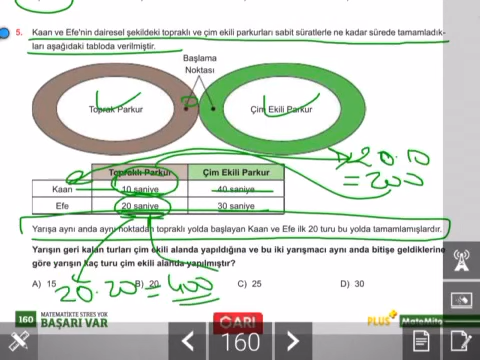 5. Kaan ve Efe'nin dairesel şekildeki topraklı ve çim ekili parkurları sabit süratlerle ne kadar sürede tamamladık-
ları aşağıdaki tabloda verilmiştir.
Başlama
Noktası
Toprak Parkur
Çim Ekili Parkur
20.10
= 200
Topraklı Parkur Çim Ekili Parkur
Kaan 10 saniye 40 saniye
Efe 20 saniye 30 saniye
Yarışa aynı anda aynı noktadan topraklı yolda başlayan Kaan ve Efe ilk 20 turu bu yolda tamamlamışlardır.
Yarışın geri kalan turları çim ekili alanda yapıldığına ve bu iki yarışmacı aynı anda bitişe geldiklerine
göre yarışın kaç turu çim ekili alanda yapılmıştır?
A) 15 B) 20 C) 25 D) 30
20.20 = 400
160 MATEMATİKTE STRES YOK
BAŞARI VAR
ÇARI
PLUS
MateMito
160